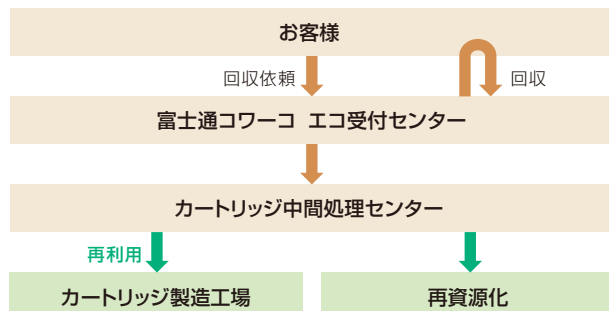 お客様
回収依頼
回収
富士通コワーコ エコ受付センター
カートリッジ中間処理センター
再利用
カートリッジ製造工場
再資源化